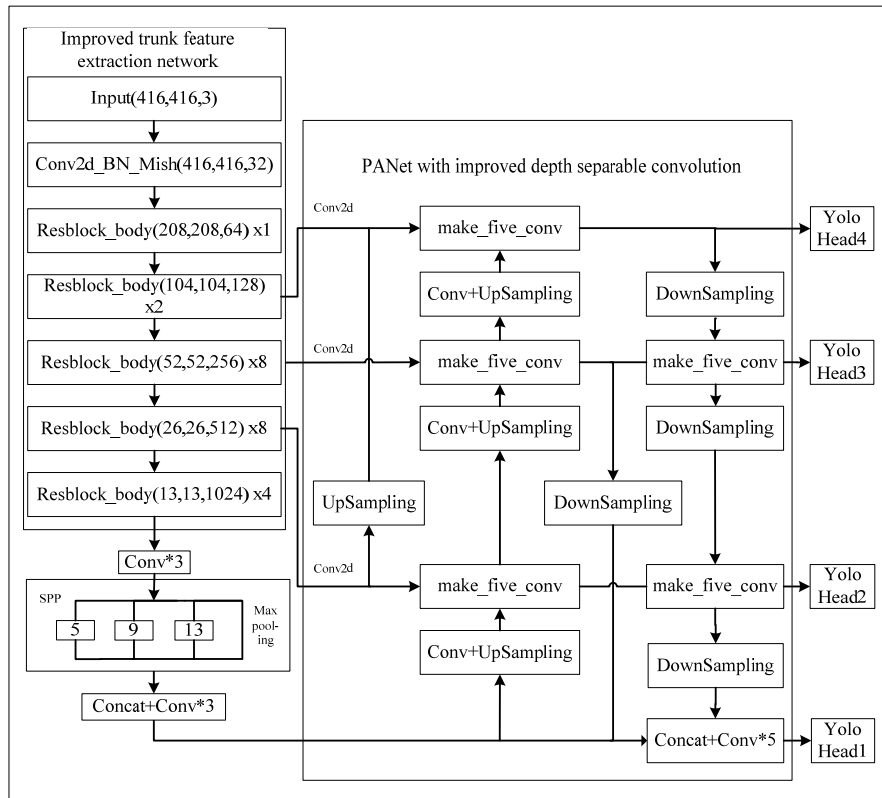 Improved trunk feature
extraction network
Input(416,416,3)
Conv2d_BN_Mish(416,416,32)
Resblock_body(208,208,64) x1
Resblock_body(104,104,128)
x2
Resblock_body(52,52,256) x8
Resblock_body(26,26,512) x8
Resblock_body(13,13,1024) x4
Conv*3
SPP
5
9
13
Max
pool-
ing
Concat+Conv*3
PANet with improved depth separable convolution
Conv2d
make_five_conv
Yolo
Head4
Conv+UpSampling
DownSampling
Conv2d
make_five_conv
make_five_conv
Yolo
Head3
Conv+UpSampling
DownSampling
UpSampling
DownSampling
Conv2d
make_five_conv
make_five_conv
Yolo
Head2
Conv+UpSampling
DownSampling
Concat+Conv*5
Yolo
Head1